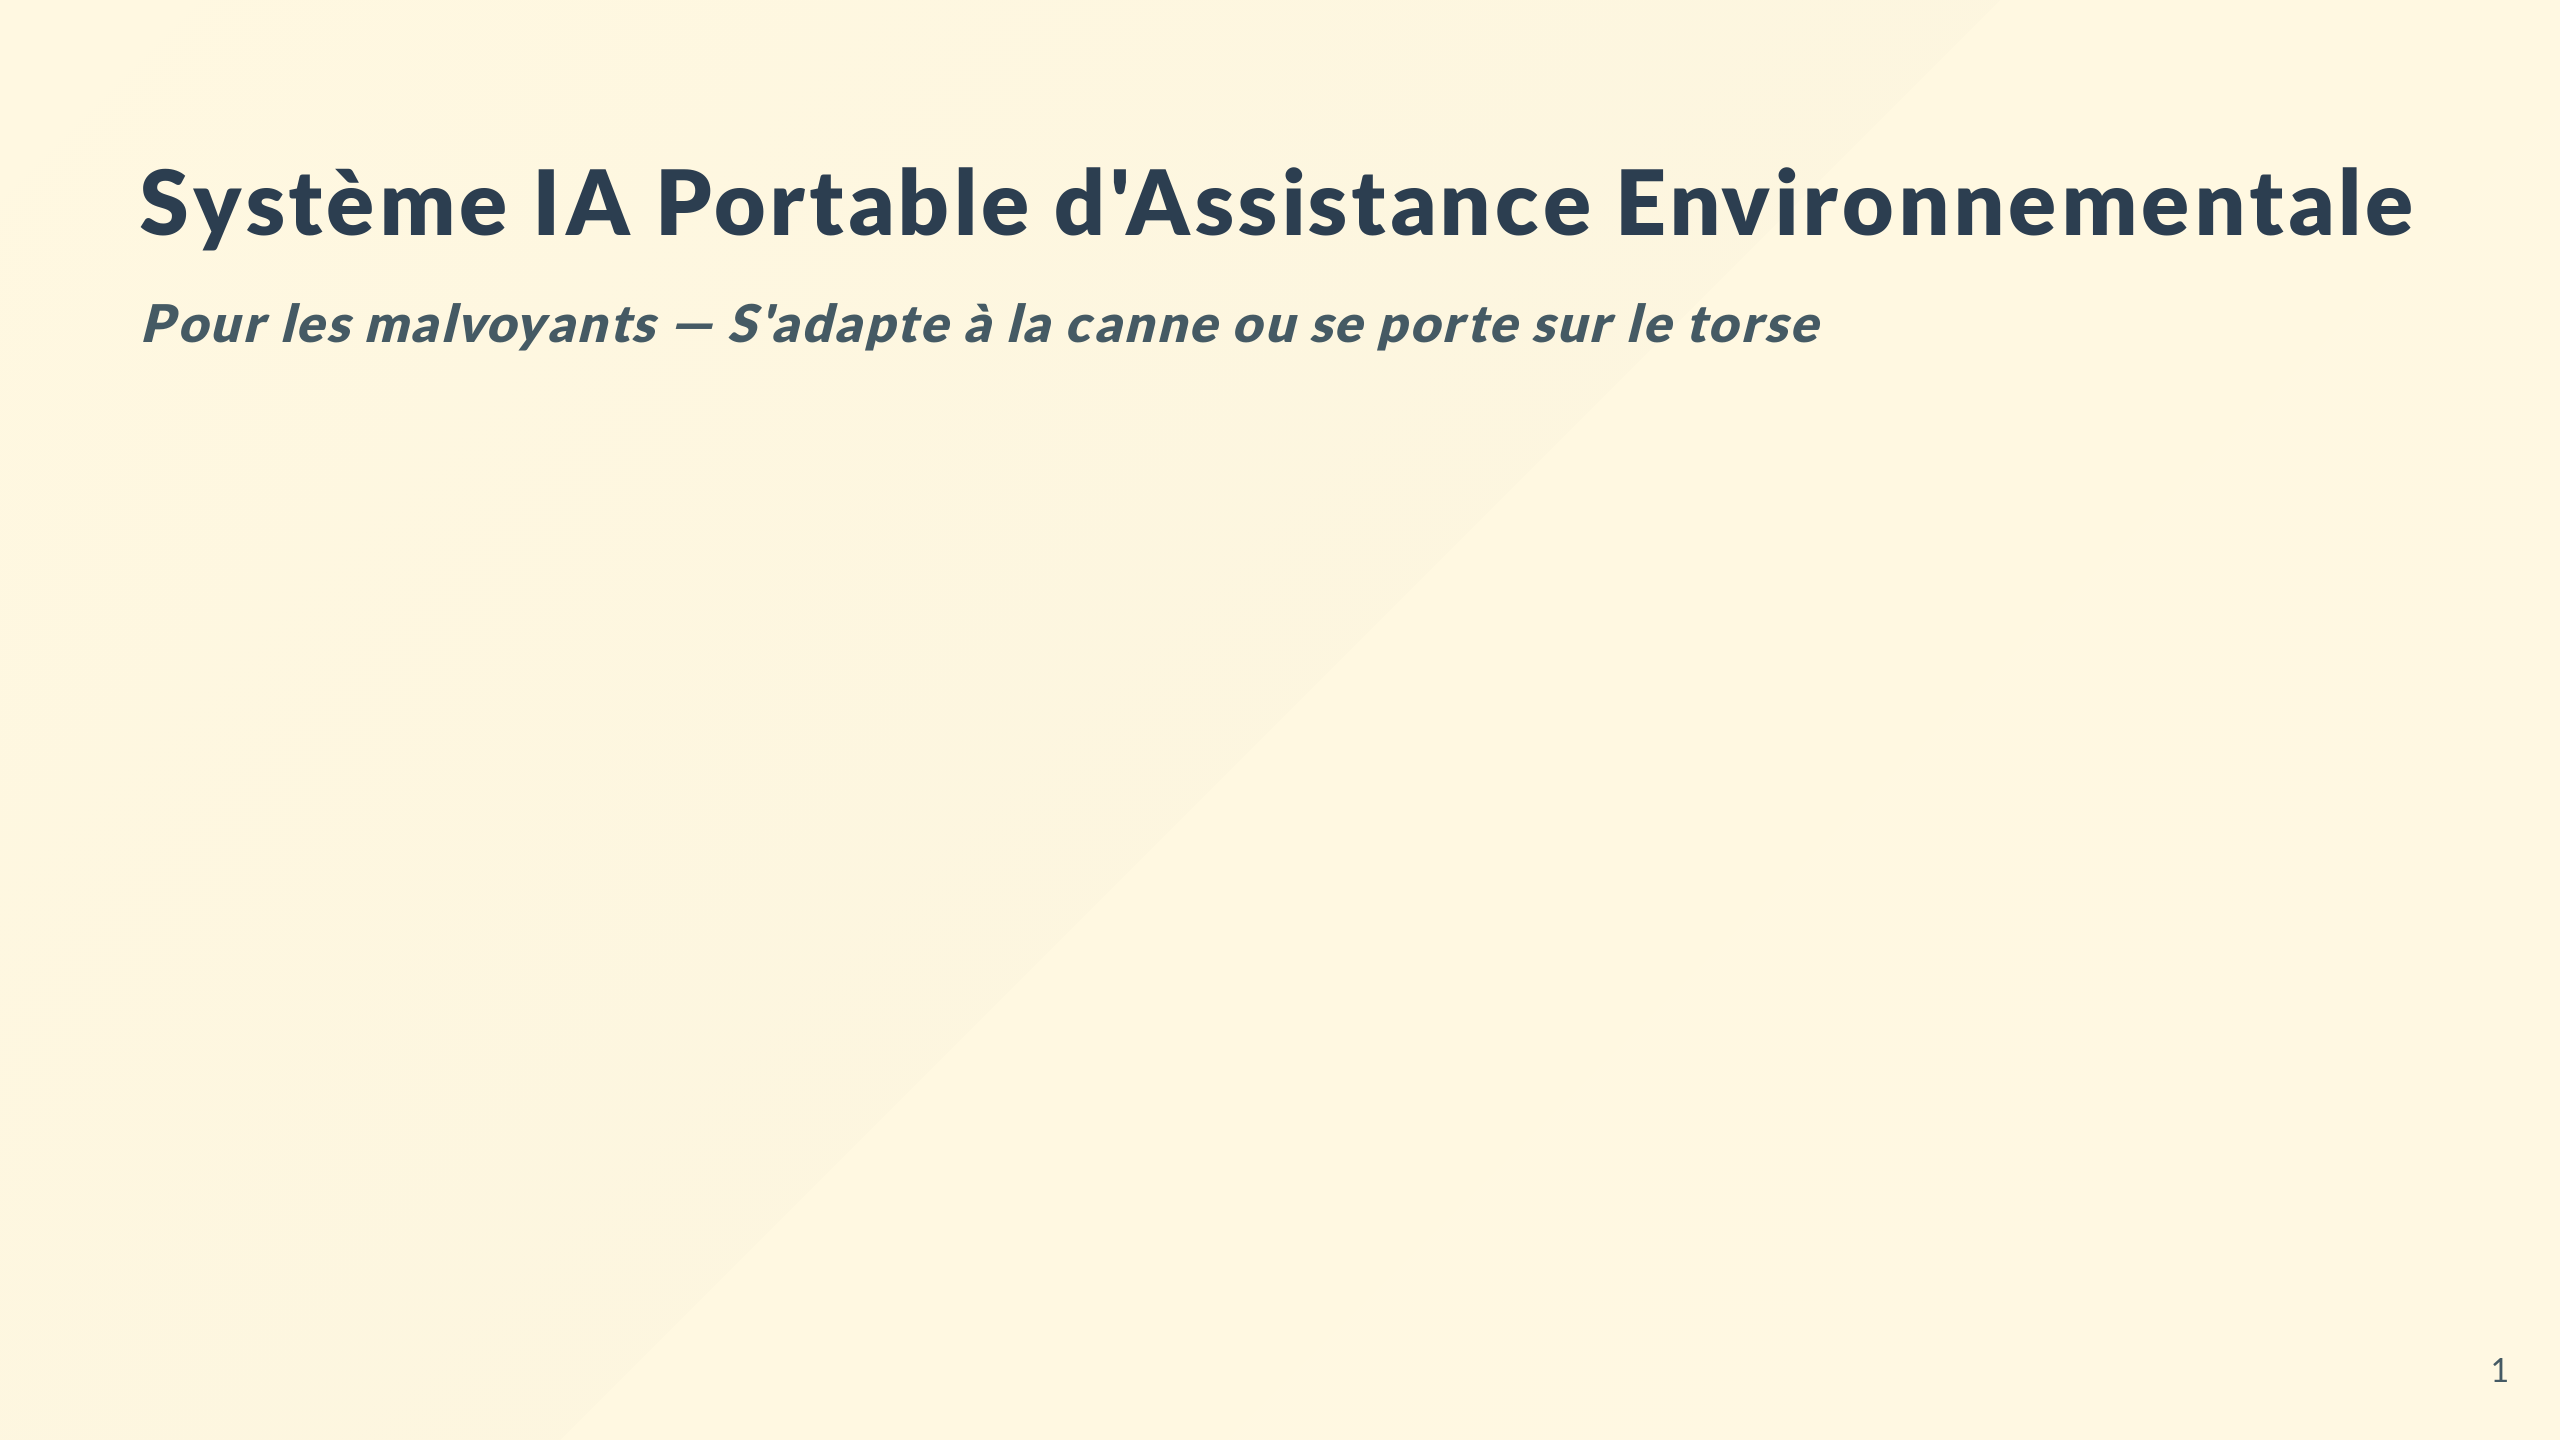 Système IA Portable d'Assistance Environnementale
Pour les malvoyants — S'adapte à la canne ou se porte sur le torse
1